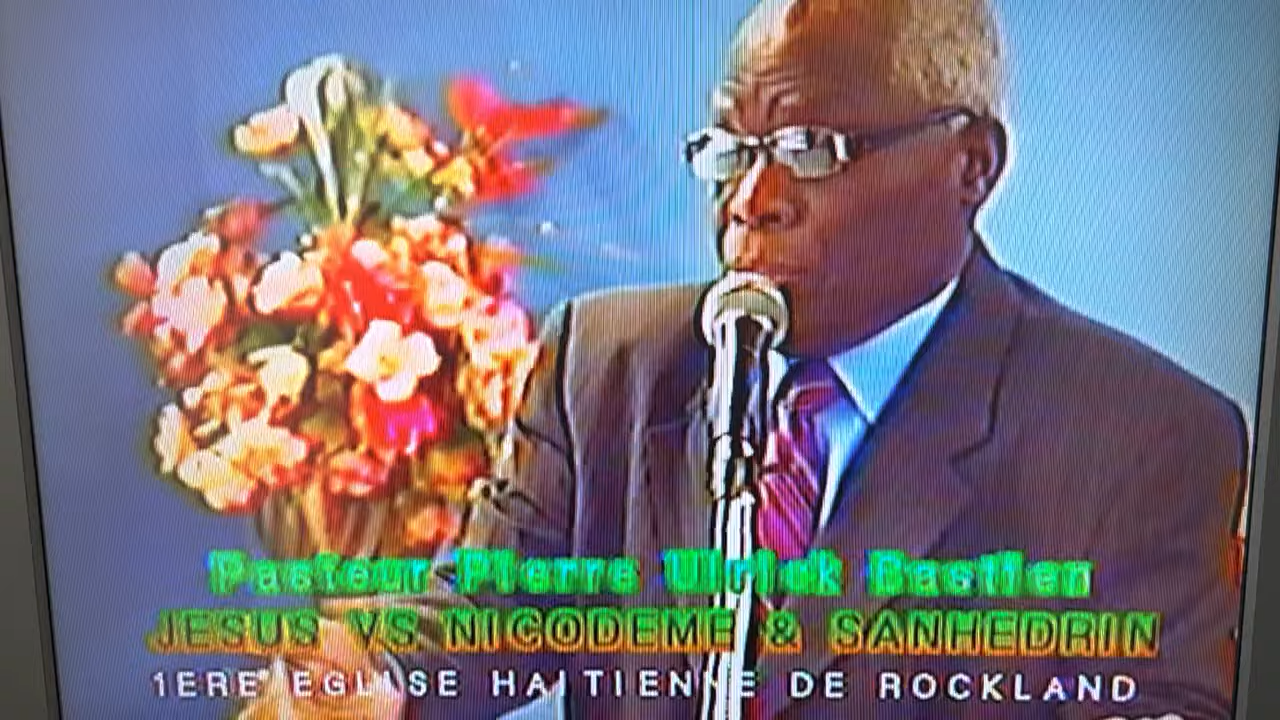 Pasteur Pierre Ulrick Bastien
JESUS VS NICODEME & SANHEDRIN
1ERE EGLISE HAITIENNE DE ROCKLAND